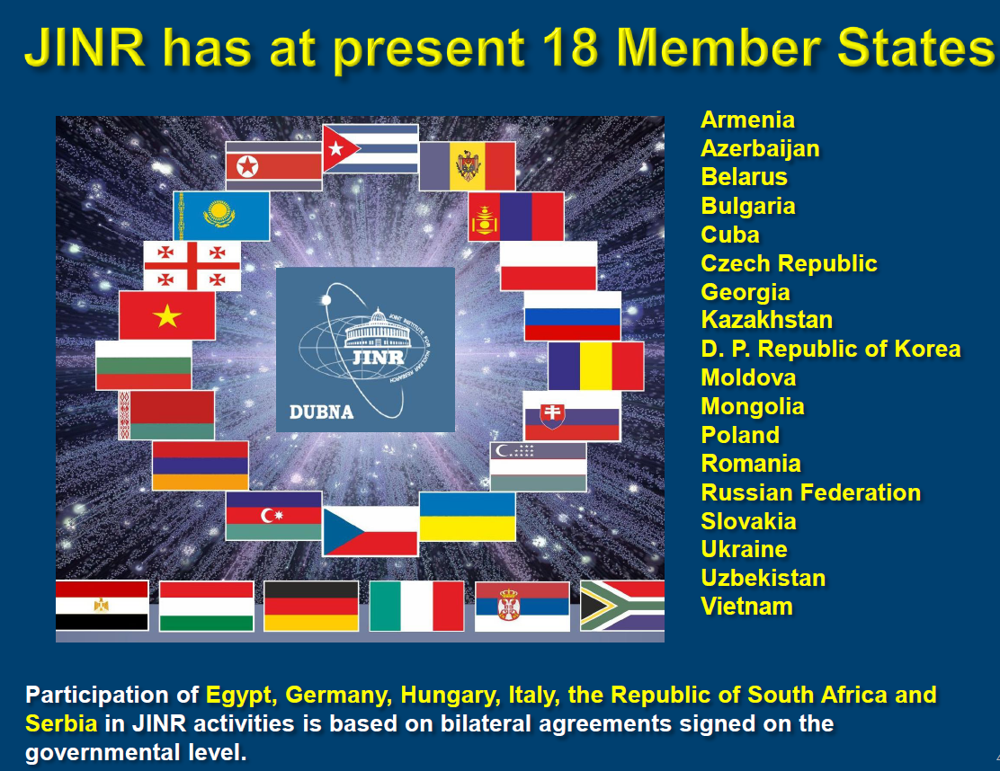 JINR has at present 18 Member States
Armenia
Azerbaijan
Belarus
Bulgaria
Cuba
Czech Republic
Georgia
Kazakhstan
D. P. Republic of Korea
Moldova
Mongolia
Poland
Romania
Russian Federation
Slovakia
Ukraine
Uzbekistan
Vietnam
JOINT INSTITUTE FOR NUCLEAR RESEARCH
JINR
DUBNA
Participation of Egypt, Germany, Hungary, Italy, the Republic of South Africa and
Serbia in JINR activities is based on bilateral agreements signed on the
governmental level.